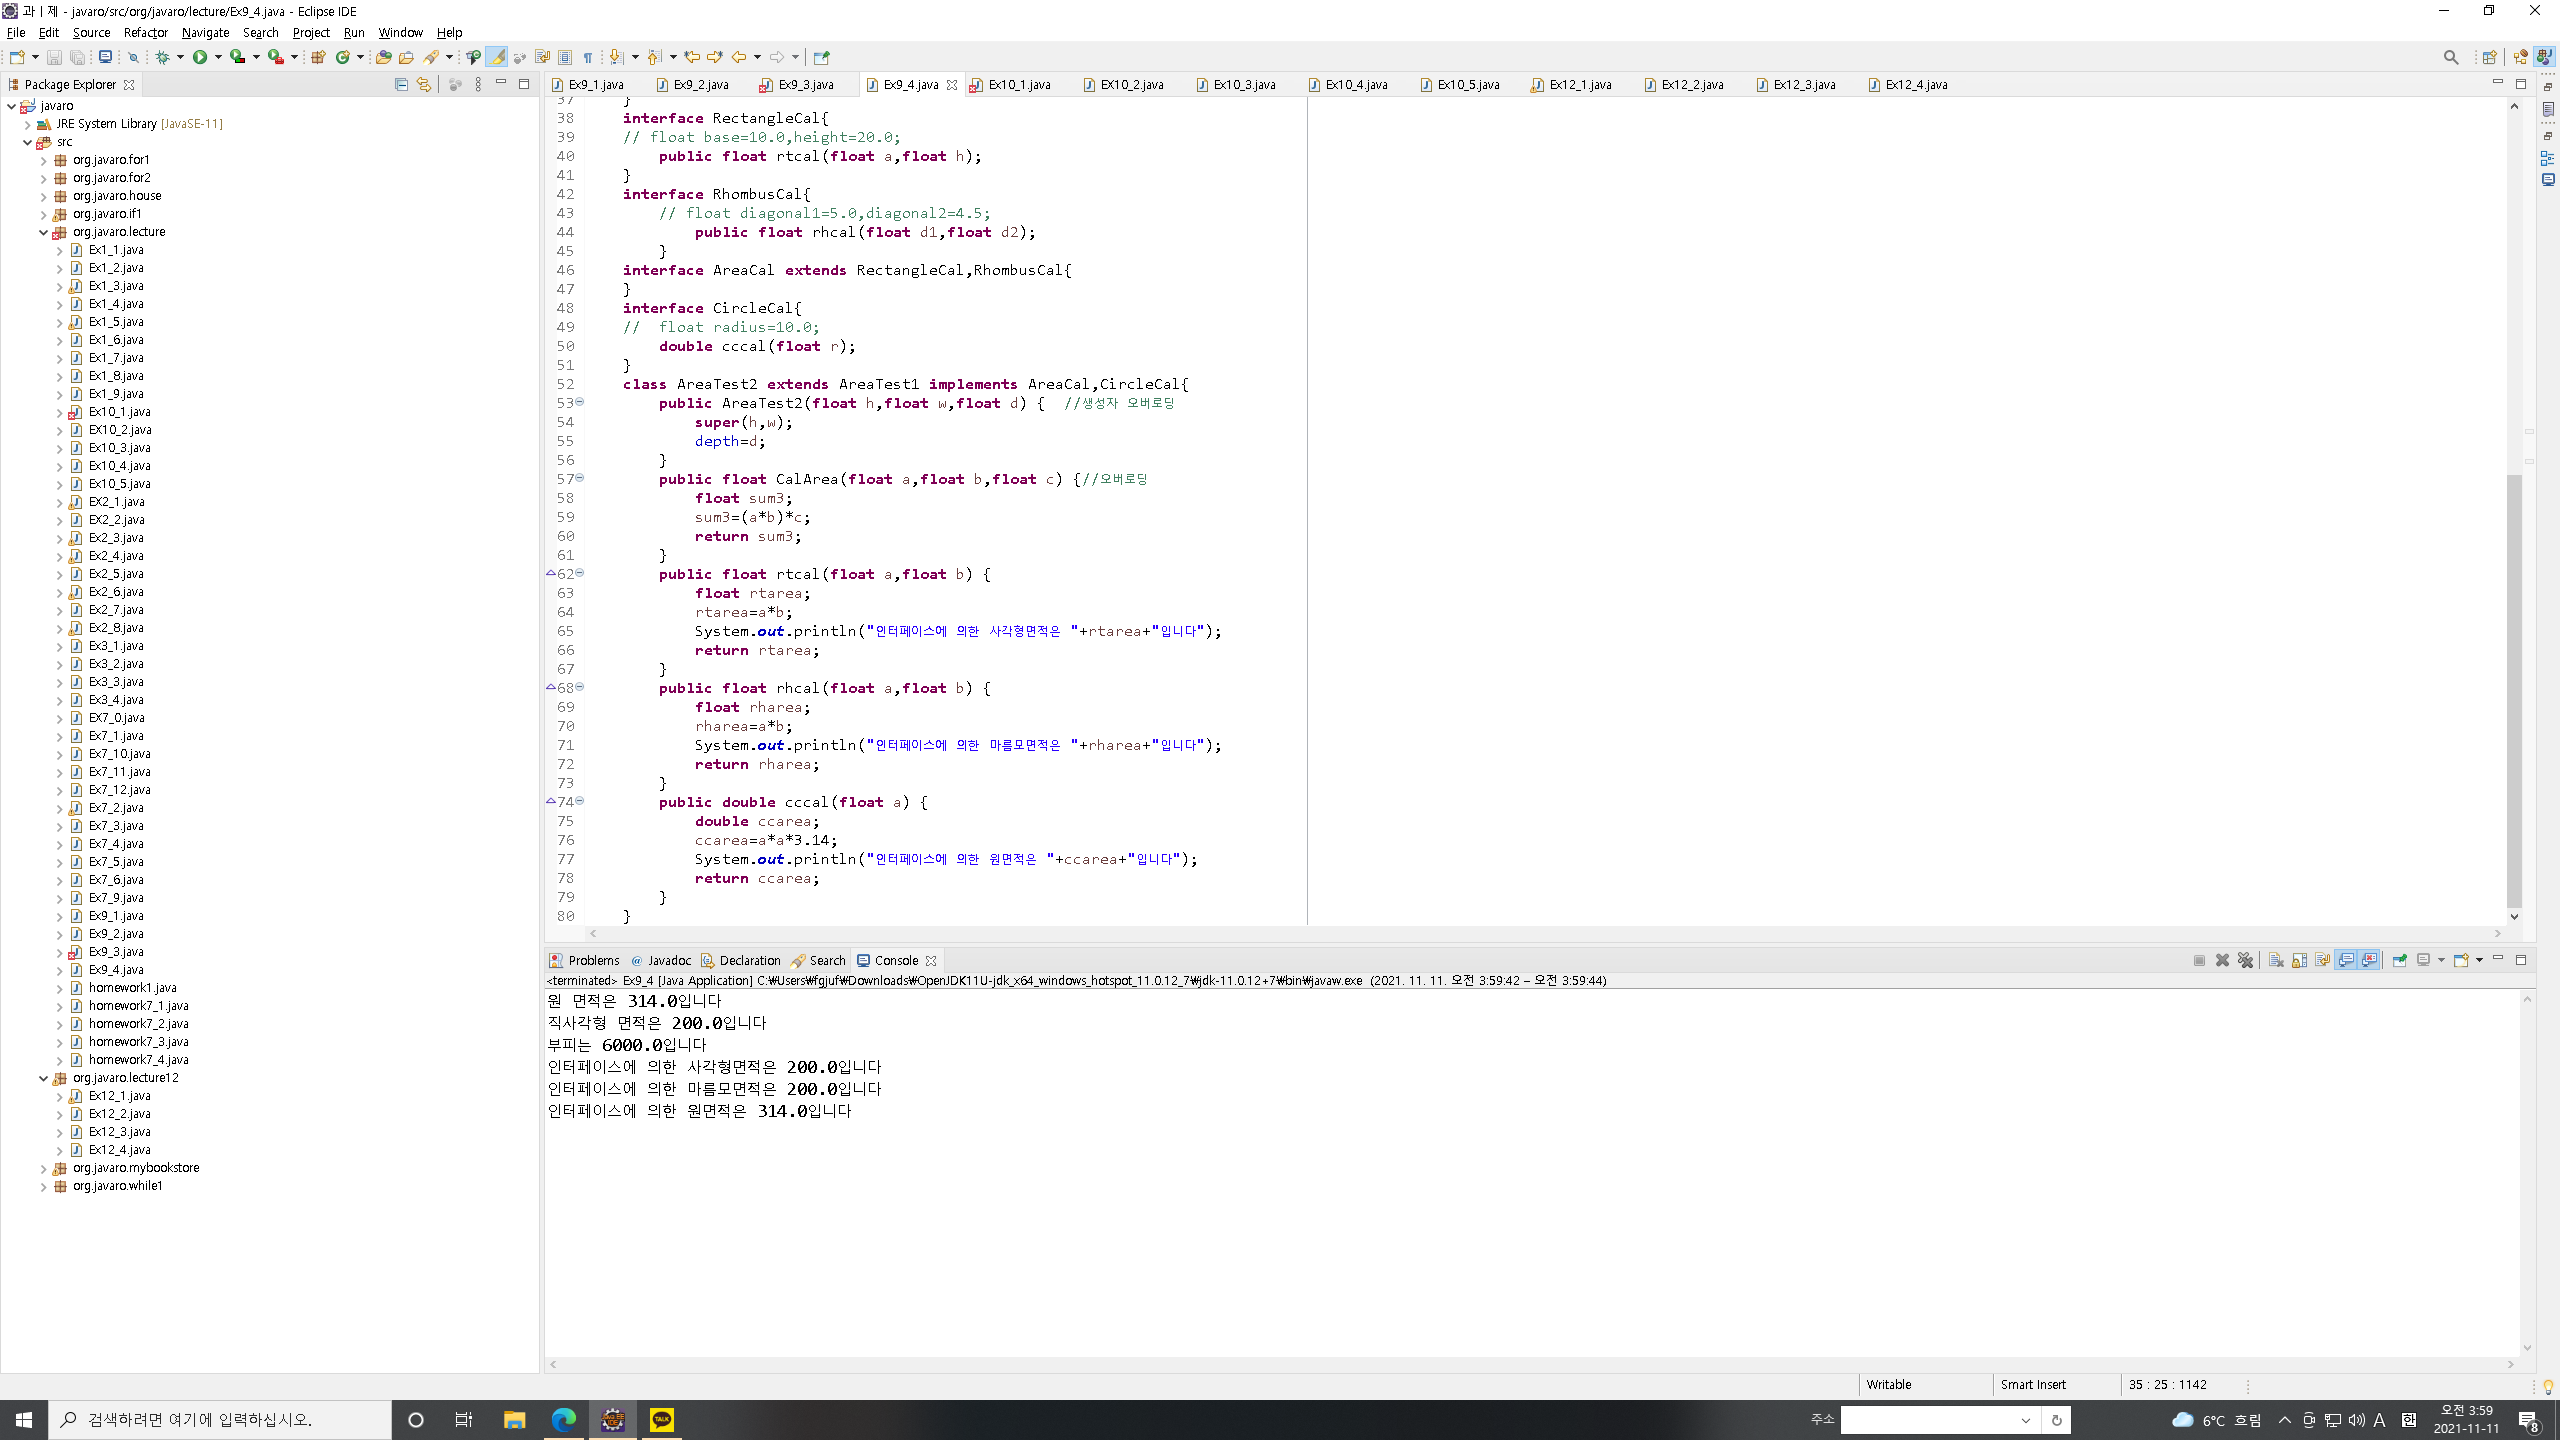 과ㅣ제 - javaro/src/org/javaro/lecture/Ex9_4.java - Eclipse IDE
File Edit Source Refactor Navigate Search Project Run Window Help
Package Explorer
javaro
JRE System Library [JavaSE-11]
src
org.javaro.for1
org.javaro.for2
org.javaro.house
org.javaro.if1
org.javaro.lecture
Ex1_1.java
Ex1_2.java
Ex1_3.java
Ex1_4.java
Ex1_5.java
Ex1_6.java
Ex1_7.java
Ex1_8.java
Ex1_9.java
Ex10_1.java
EX10_2.java
Ex10_3.java
Ex10_4.java
Ex10_5.java
EX2_1.java
EX2_2.java
Ex2_3.java
Ex2_4.java
Ex2_5.java
Ex2_6.java
Ex2_7.java
Ex2_8.java
Ex3_1.java
Ex3_2.java
Ex3_3.java
Ex3_4.java
EX7_0.java
Ex7_1.java
Ex7_10.java
Ex7_11.java
Ex7_12.java
Ex7_2.java
Ex7_3.java
Ex7_4.java
Ex7_5.java
Ex7_6.java
Ex7_9.java
Ex9_1.java
Ex9_2.java
Ex9_3.java
Ex9_4.java
homework1.java
homework7_1.java
homework7_2.java
homework7_3.java
homework7_4.java
org.javaro.lecture12
Ex12_1.java
Ex12_2.java
Ex12_3.java
Ex12_4.java
org.javaro.mybookstore
org.javaro.while1
Ex9_1.java Ex9_2.java Ex9_3.java Ex9_4.java Ex10_1.java EX10_2.java Ex10_3.java Ex10_4.java Ex10_5.java Ex12_1.java Ex12_2.java Ex12_3.java Ex12_4.java
37 }
38 interface RectangleCal{
39 // float base=10.0,height=20.0;
40 public float rtcal(float a,float h);
41 }
42 interface RhombusCal{
43 // float diagonal1=5.0,diagonal2=4.5;
44 public float rhcal(float d1,float d2);
45 }
46 interface AreaCal extends RectangleCal,RhombusCal{
47 }
48 interface CircleCal{
49 // float radius=10.0;
50 double cccal(float r);
51 }
52 class AreaTest2 extends AreaTest1 implements AreaCal,CircleCal{
53 public AreaTest2(float h,float w,float d) { //생성자 오버로딩
54 super(h,w);
55 depth=d;
56 }
57 public float CalArea(float a,float b,float c) {//오버로딩
58 float sum3;
59 sum3=(a*b)*c;
60 return sum3;
61 }
62 public float rtcal(float a,float b) {
63 float rtarea;
64 rtarea=a*b;
65 System.out.println("인터페이스에 의한 사각형면적은 "+rtarea+"입니다");
66 return rtarea;
67 }
68 public float rhcal(float a,float b) {
69 float rharea;
70 rharea=a*b;
71 System.out.println("인터페이스에 의한 마름모면적은 "+rharea+"입니다");
72 return rharea;
73 }
74 public double cccal(float a) {
75 double ccarea;
76 ccarea=a*a*3.14;
77 System.out.println("인터페이스에 의한 원면적은 "+ccarea+"입니다");
78 return ccarea;
79 }
80 }
Problems @ Javadoc Declaration Search Console
<terminated> Ex9_4 [Java Application] C:₩Users₩fgjuf₩Downloads₩OpenJDK11U-jdk_x64_windows_hotspot_11.0.12_7₩jdk-11.0.12+7₩bin₩javaw.exe (2021. 11. 11. 오전 3:59:42 – 오전 3:59:44)
원 면적은 314.0입니다
직사각형 면적은 200.0입니다
부피는 6000.0입니다
인터페이스에 의한 사각형면적은 200.0입니다
인터페이스에 의한 마름모면적은 200.0입니다
인터페이스에 의한 원면적은 314.0입니다
Writable Smart Insert 35 : 25 : 1142
검색하려면 여기에 입력하십시오.
TALK
주소
6°C 흐림
A
오전 3:59
2021-11-11
8